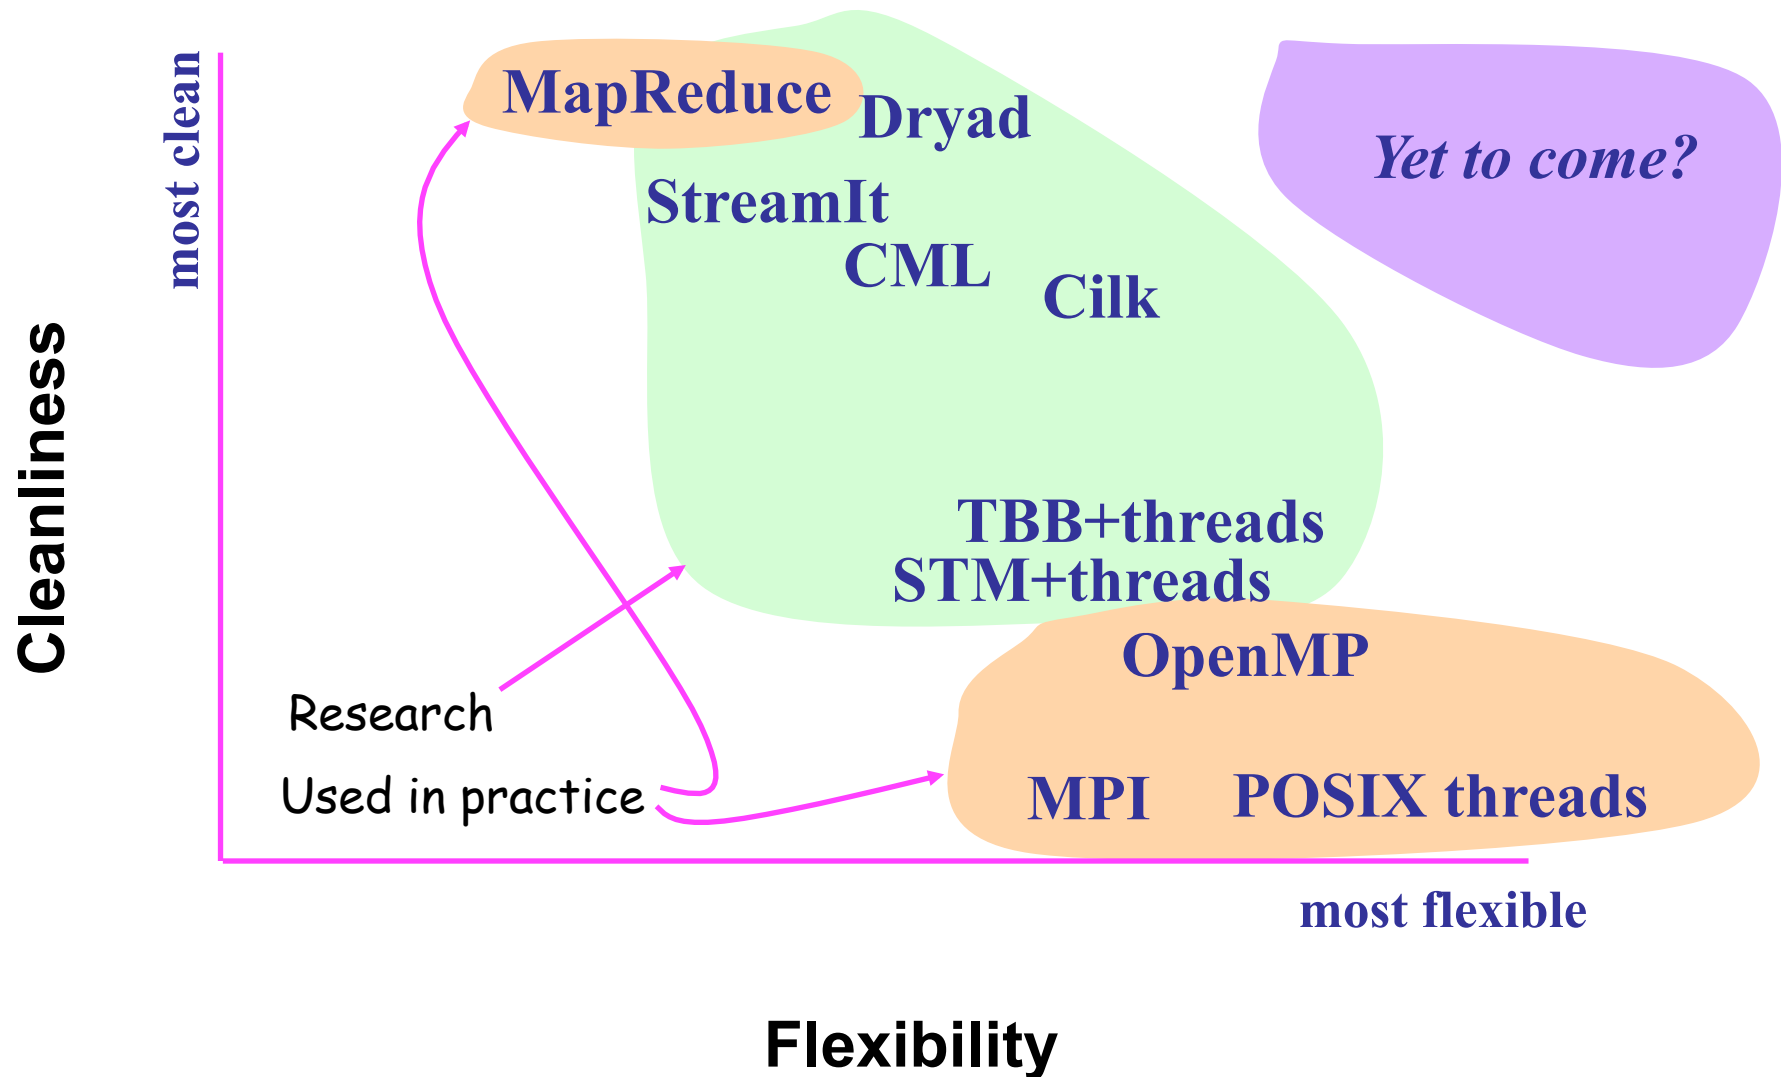 most clean
Cleanliness
MapReduce
Dryad
StreamIt
CML
Cilk
Yet to come?
TBB+threads
STM+threads
OpenMP
MPI
POSIX threads
Research
Used in practice
most flexible
Flexibility